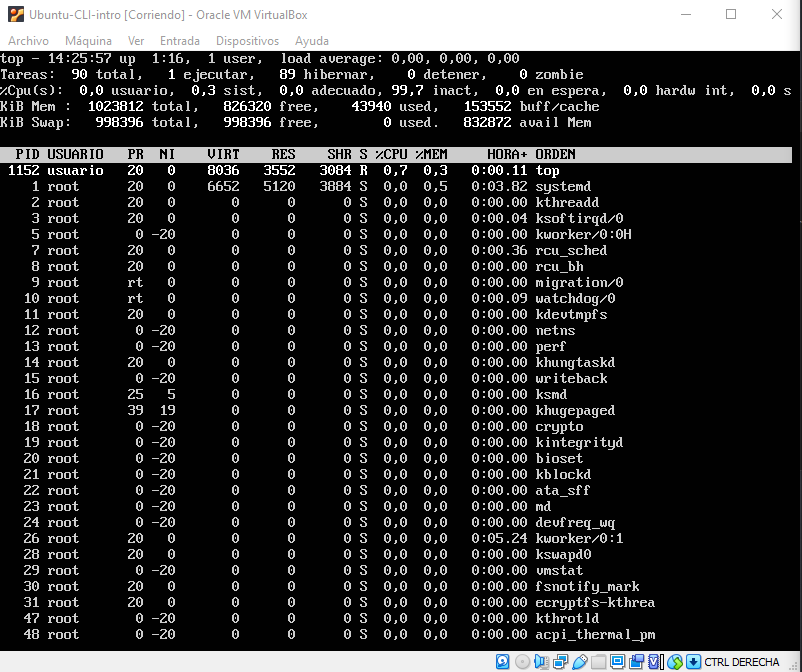 Ubuntu-CLI-intro [Corriendo] - Oracle VM VirtualBox
Archivo Máquina Ver Entrada Dispositivos Ayuda
top - 14:25:57 up  1:16,  1 user,  load average: 0,00, 0,00, 0,00
Tareas:  90 total,   1 ejecutar,   89 hibernar,    0 detener,    0 zombie
%Cpu(s):  0,0 usuario,  0,3 sist,  0,0 adecuado, 99,7 inact,  0,0 en espera,  0,0 hardw int,  0,0 s
KiB Mem :  1023812 total,   826320 free,    43940 used,   153552 buff/cache
KiB Swap:   998396 total,   998396 free,        0 used.   832872 avail Mem
PID USUARIO   PR  NI    VIRT    RES    SHR S %CPU %MEM     HORA+ ORDEN
1152 usuario   20   0    8036   3552   3084 R  0,7  0,3   0:00.11 top
1 root      20   0    6652   5120   3884 S  0,0  0,5   0:03.82 systemd
2 root      20   0       0      0      0 S  0,0  0,0   0:00.00 kthreadd
3 root      20   0       0      0      0 S  0,0  0,0   0:00.04 ksoftirqd/0
5 root       0 -20       0      0      0 S  0,0  0,0   0:00.00 kworker/0:0H
7 root      20   0       0      0      0 S  0,0  0,0   0:00.36 rcu_sched
8 root      20   0       0      0      0 S  0,0  0,0   0:00.00 rcu_bh
9 root      rt   0       0      0      0 S  0,0  0,0   0:00.00 migration/0
10 root      rt   0       0      0      0 S  0,0  0,0   0:00.09 watchdog/0
11 root      20   0       0      0      0 S  0,0  0,0   0:00.00 kdevtmpfs
12 root       0 -20       0      0      0 S  0,0  0,0   0:00.00 netns
13 root       0 -20       0      0      0 S  0,0  0,0   0:00.00 perf
14 root      20   0       0      0      0 S  0,0  0,0   0:00.00 khungtaskd
15 root       0 -20       0      0      0 S  0,0  0,0   0:00.00 writeback
16 root      25   5       0      0      0 S  0,0  0,0   0:00.00 ksmd
17 root      39  19       0      0      0 S  0,0  0,0   0:00.00 khugepaged
18 root       0 -20       0      0      0 S  0,0  0,0   0:00.00 crypto
19 root       0 -20       0      0      0 S  0,0  0,0   0:00.00 kintegrityd
20 root       0 -20       0      0      0 S  0,0  0,0   0:00.00 bioset
21 root       0 -20       0      0      0 S  0,0  0,0   0:00.00 kblockd
22 root       0 -20       0      0      0 S  0,0  0,0   0:00.00 ata_sff
23 root       0 -20       0      0      0 S  0,0  0,0   0:00.00 md
24 root       0 -20       0      0      0 S  0,0  0,0   0:00.00 devfreq_wq
26 root      20   0       0      0      0 S  0,0  0,0   0:05.24 kworker/0:1
28 root      20   0       0      0      0 S  0,0  0,0   0:00.00 kswapd0
29 root       0 -20       0      0      0 S  0,0  0,0   0:00.00 vmstat
30 root      20   0       0      0      0 S  0,0  0,0   0:00.00 fsnotify_mark
31 root      20   0       0      0      0 S  0,0  0,0   0:00.00 ecryptfs-kthrea
47 root       0 -20       0      0      0 S  0,0  0,0   0:00.00 kthrotld
48 root       0 -20       0      0      0 S  0,0  0,0   0:00.00 acpi_thermal_pm
CTRL DERECHA